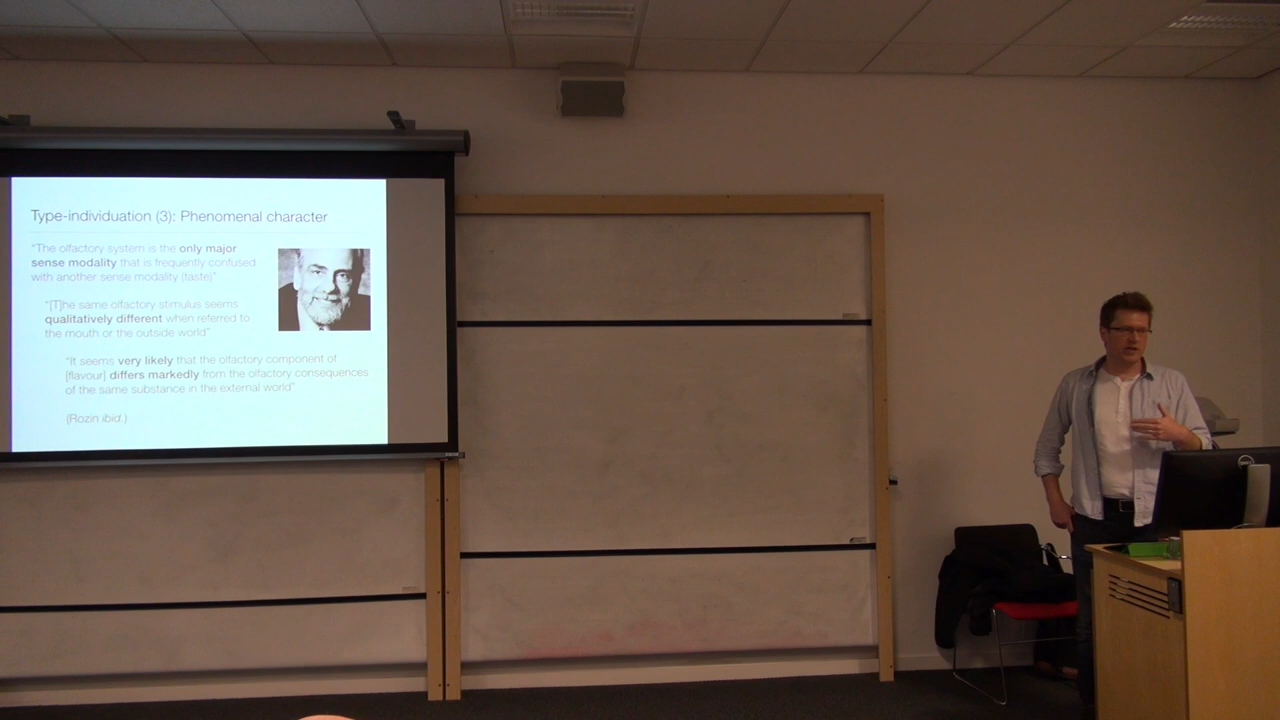 Type-individuation (3): Phenomenal character
“The olfactory system is the only major
sense modality that is frequently confused
with another sense modality (taste)”
“[T]he same olfactory stimulus seems
qualitatively different when referred to
the mouth or the outside world”
“It seems very likely that the olfactory component of
[flavour] differs markedly from the olfactory consequences
of the same substance in the external world”
(Rozin ibid.)
DELL